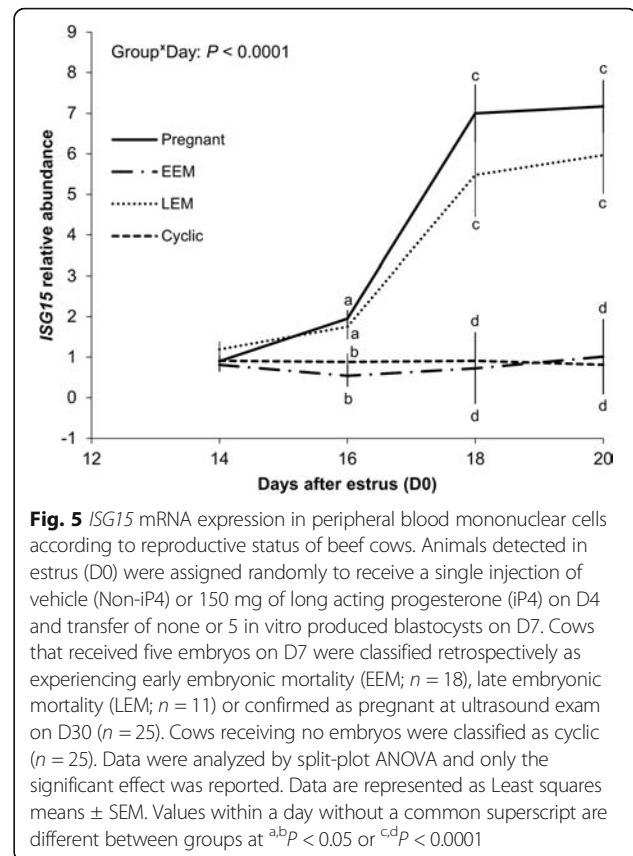 9
8
7
6
5
4
3
2
1
0
-1
Group ˣDay: P < 0.0001
Pregnant
EEM
LEM
Cyclic
ISG15 relative abundance
a
a
b
b
c
c
d
d
c
c
d
d
12 14 16 18 20
Days after estrus (D0)
Fig. 5 ISG15 mRNA expression in peripheral blood mononuclear cells
according to reproductive status of beef cows. Animals detected in
estrus (D0) were assigned randomly to receive a single injection of
vehicle (Non-iP4) or 150 mg of long acting progesterone (iP4) on D4
and transfer of none or 5 in vitro produced blastocysts on D7. Cows
that received five embryos on D7 were classified retrospectively as
experiencing early embryonic mortality (EEM; n = 18), late embryonic
mortality (LEM; n = 11) or confirmed as pregnant at ultrasound exam
on D30 (n = 25). Cows receiving no embryos were classified as cyclic
(n = 25). Data were analyzed by split-plot ANOVA and only the
significant effect was reported. Data are represented as Least squares
means ± SEM. Values within a day without a common superscript are
different between groups at ᵃ,ᵇP < 0.05 or ᶜ,ᵈP < 0.0001